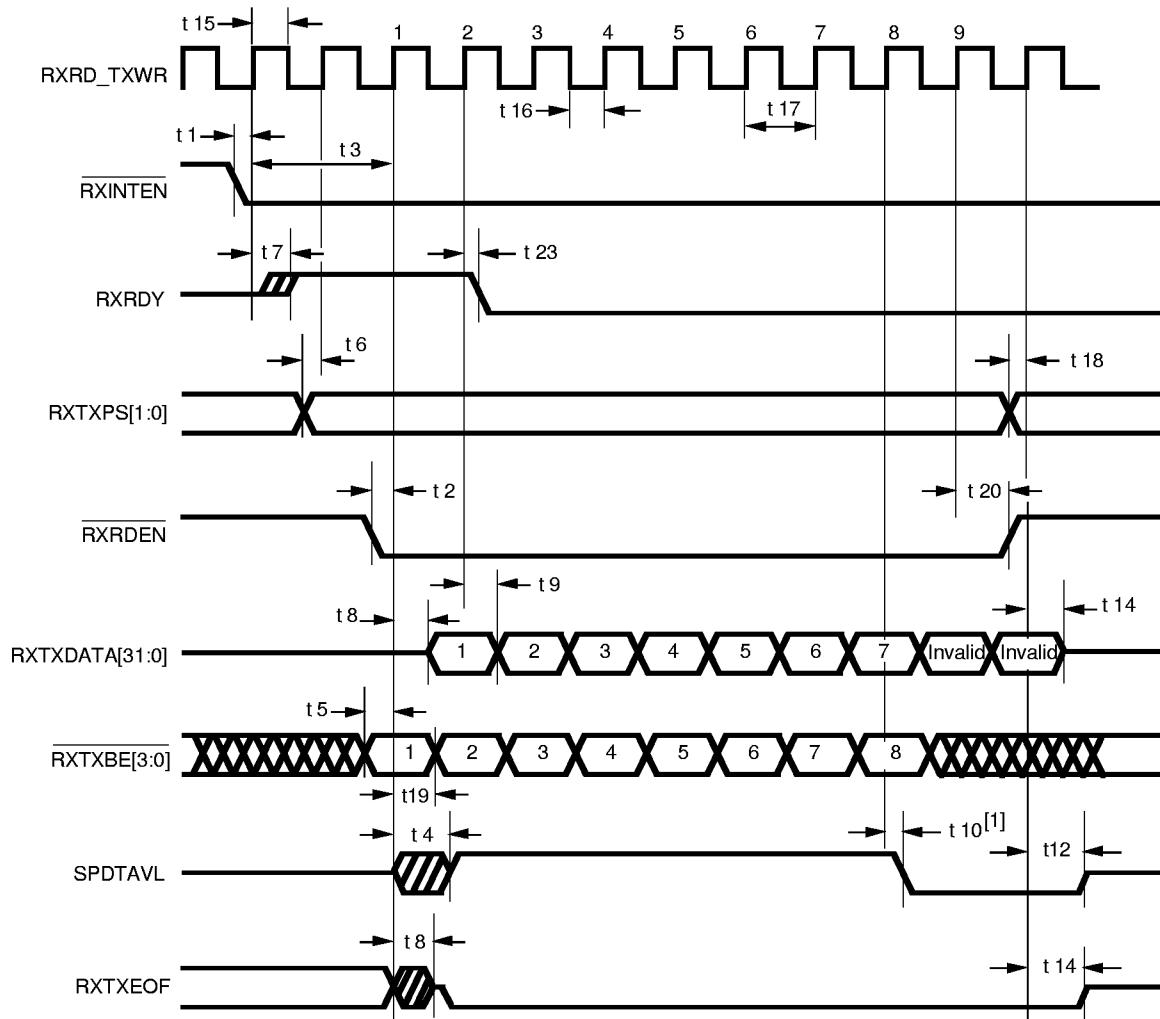 t 15
1 2 3 4 5 6 7 8 9
RXRD_TXWR
t 16
t 17
t 1
t 3
RXINTEN
t 7
t 23
RXRDY
t 6
t 18
RXTXPS[1:0]
t 2
t 20
RXRDEN
t 9
t 8
t 14
RXTXDATA[31:0]
1 2 3 4 5 6 7 Invalid Invalid
t 5
RXTXBE[3:0]
1 2 3 4 5 6 7 8
t19
t 4
t 10[1]
t12
SPDTAVL
t 8
t 14
RXTXEOF